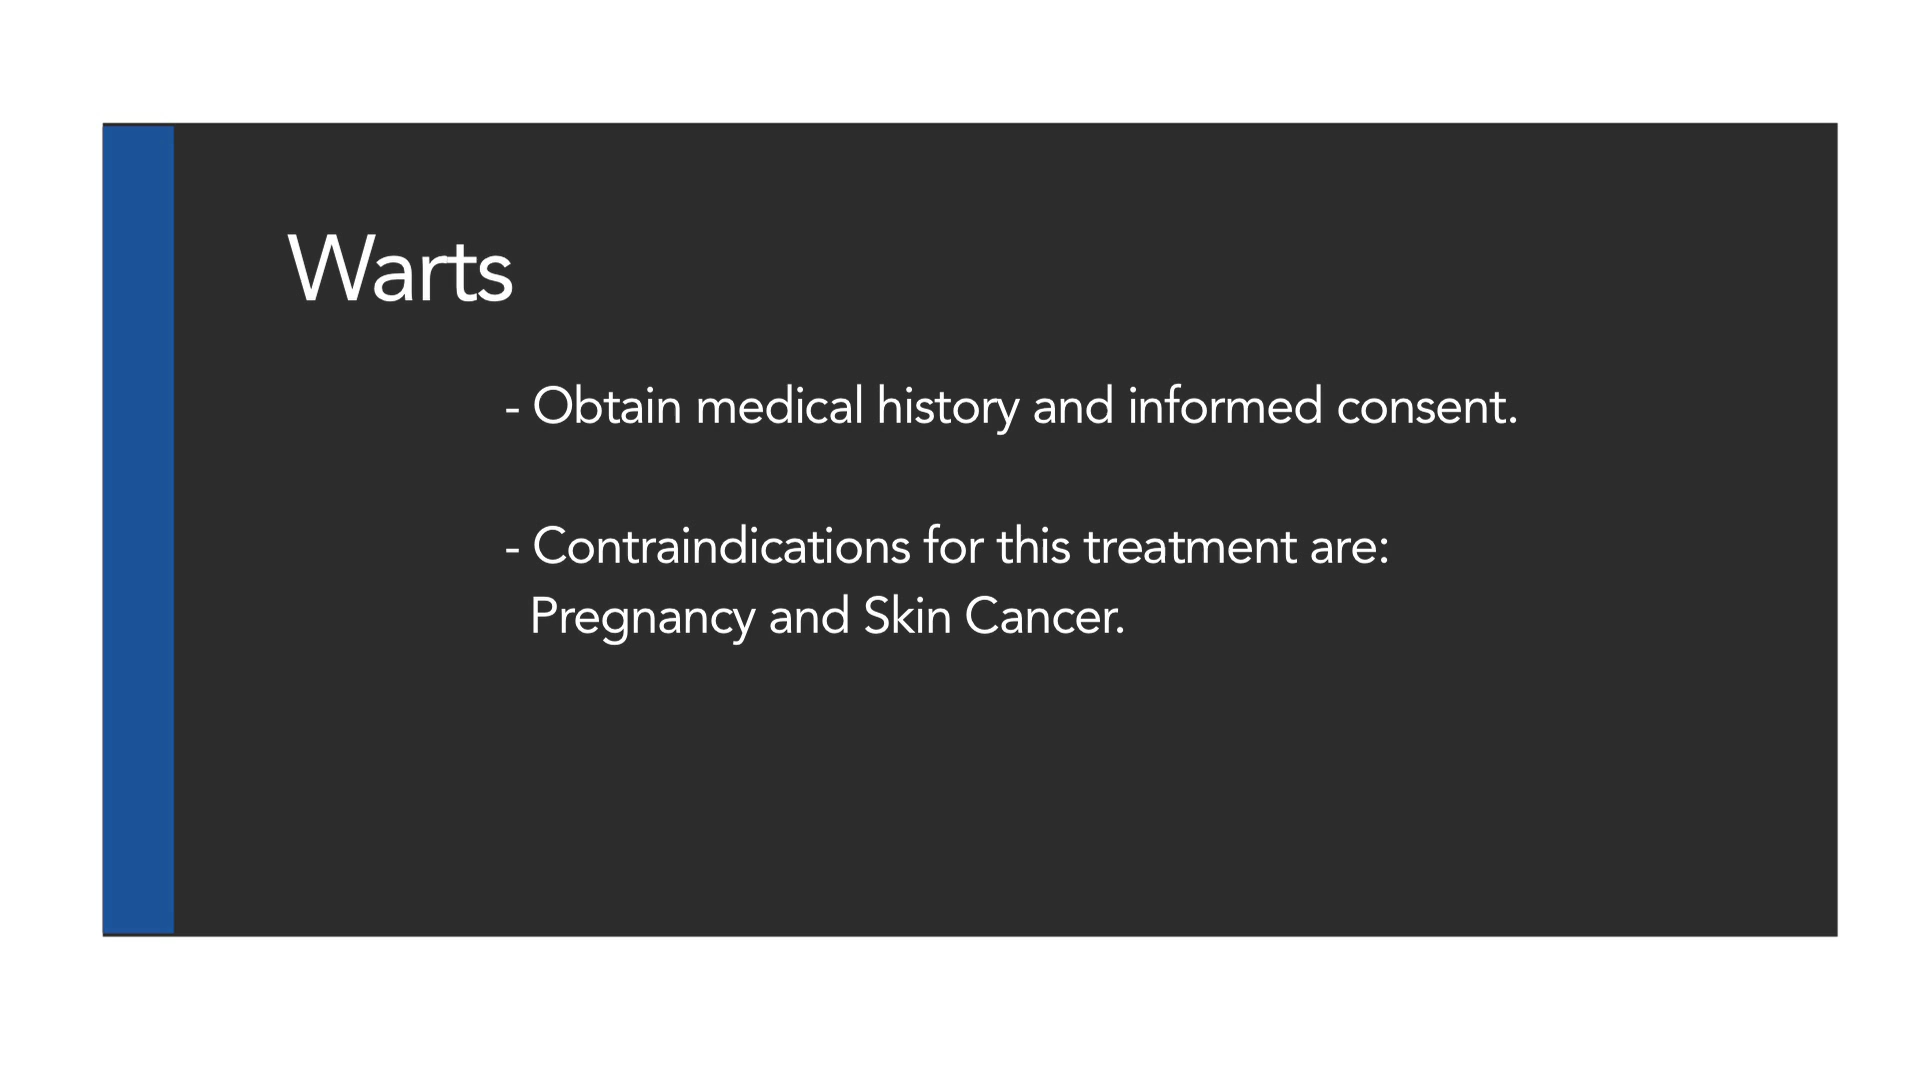 Warts
- Obtain medical history and informed consent.
- Contraindications for this treatment are:
Pregnancy and Skin Cancer.